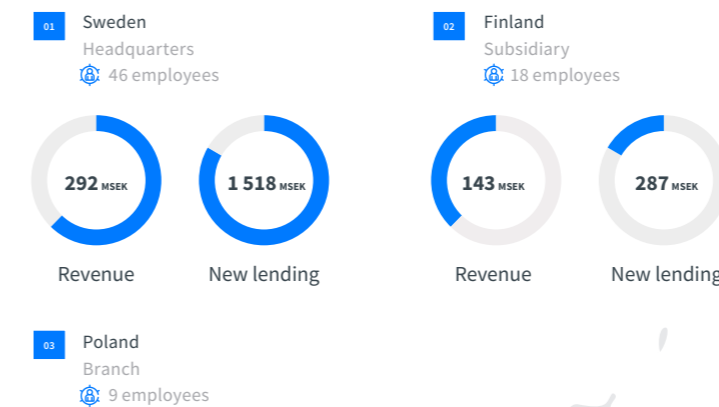 01 Sweden
Headquarters
46 employees
292 MSEK
1 518 MSEK
Revenue
New lending
02 Finland
Subsidiary
18 employees
143 MSEK
287 MSEK
Revenue
New lending
03 Poland
Branch
9 employees